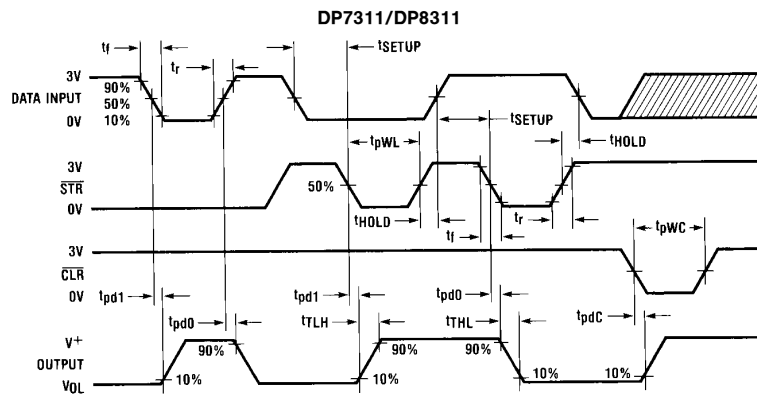 DP7311/DP8311
tf
tr
tSETUP
3V
90%
DATA INPUT
50%
0V
10%
tSETUP
tpWL
tHOLD
3V
STR
50%
0V
tHOLD
tr
tf
tpWC
3V
CLR
0V
tpd1
tpd1
tpd0
tpd0
tTLH
tTHL
tpdC
V+
90%
90%
90%
OUTPUT
VOL
10%
10%
10%
10%